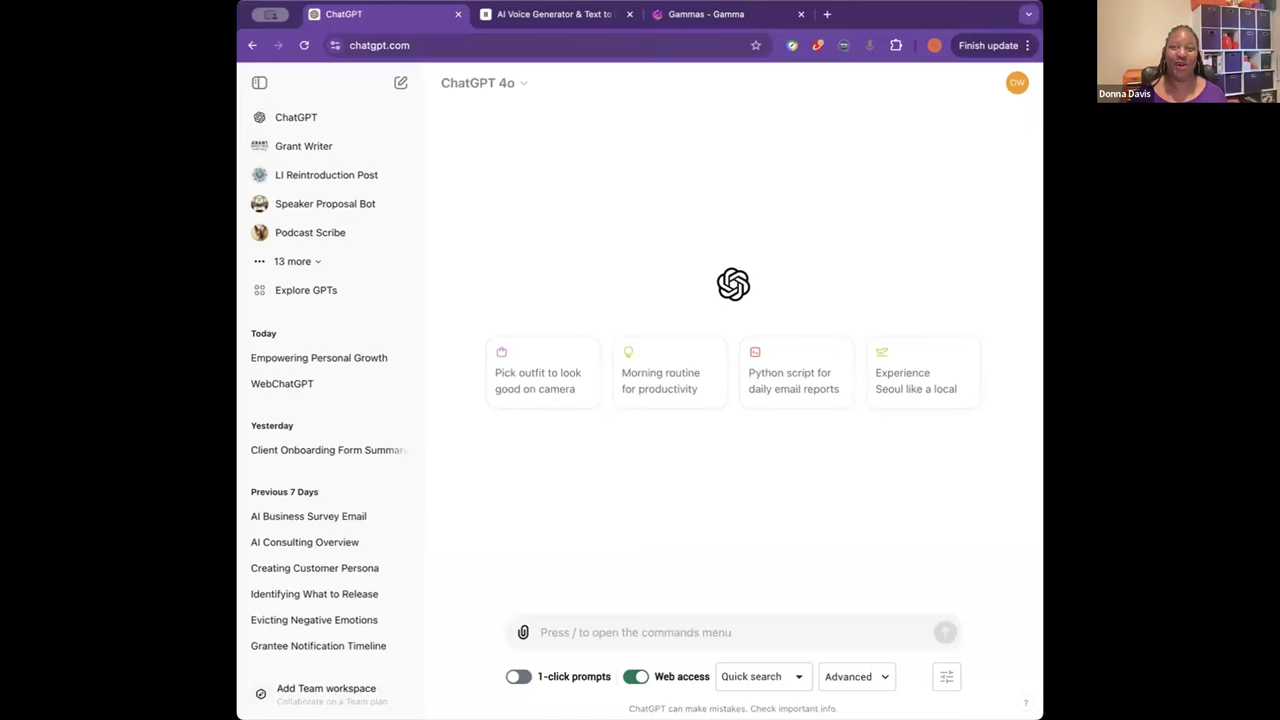 ChatGPT
AI Voice Generator & Text to
Gammas - Gamma
chatgpt.com
Finish update
ChatGPT 4o
DW
Donna Davis
ChatGPT
Grant Writer
LI Reintroduction Post
Speaker Proposal Bot
Podcast Scribe
13 more
Explore GPTs
Today
Empowering Personal Growth
WebChatGPT
Yesterday
Client Onboarding Form Summar
Previous 7 Days
AI Business Survey Email
AI Consulting Overview
Creating Customer Persona
Identifying What to Release
Evicting Negative Emotions
Grantee Notification Timeline
Add Team workspace
Collaborate on a Team plan
Pick outfit to look
good on camera
Morning routine
for productivity
Python script for
daily email reports
Experience
Seoul like a local
Press / to open the commands menu
1-click prompts
Web access
Quick search
Advanced
ChatGPT can make mistakes. Check important info.
?